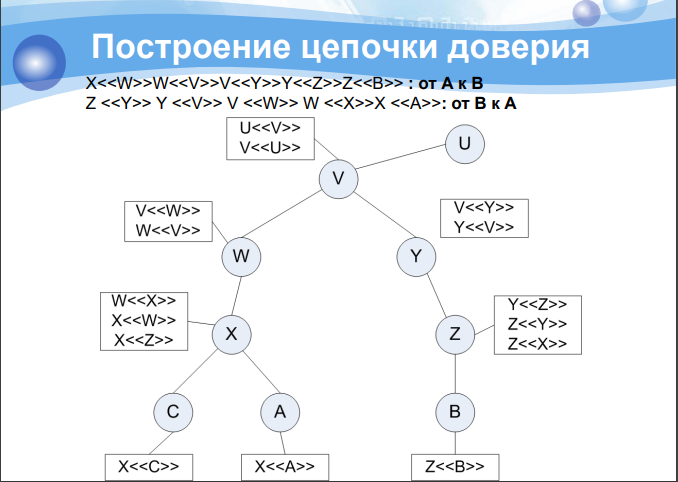 Построение цепочки доверия
X<<W>>W<<V>>V<<Y>>Y<<Z>>Z<<B>> : от A к B
Z <<Y>> Y <<V>> V <<W>> W <<X>>X <<A>>: от B к A
U<<V>>
V<<U>>
U
V
V<<W>>
W<<V>>
V<<Y>>
Y<<V>>
W
Y
W<<X>>
X<<W>>
X<<Z>>
X
Z
Y<<Z>>
Z<<Y>>
Z<<X>>
C
A
B
X<<C>>
X<<A>>
Z<<B>>